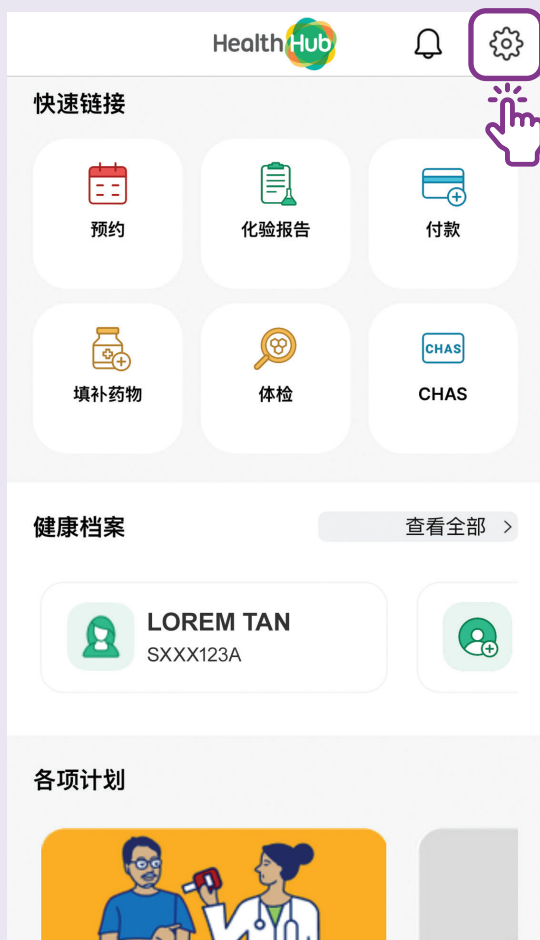 HealthHub
快速链接
预约
化验报告
付款
填补药物
体检
CHAS
CHAS
健康档案
查看全部 >
LOREM TAN
SXXX123A
各项计划